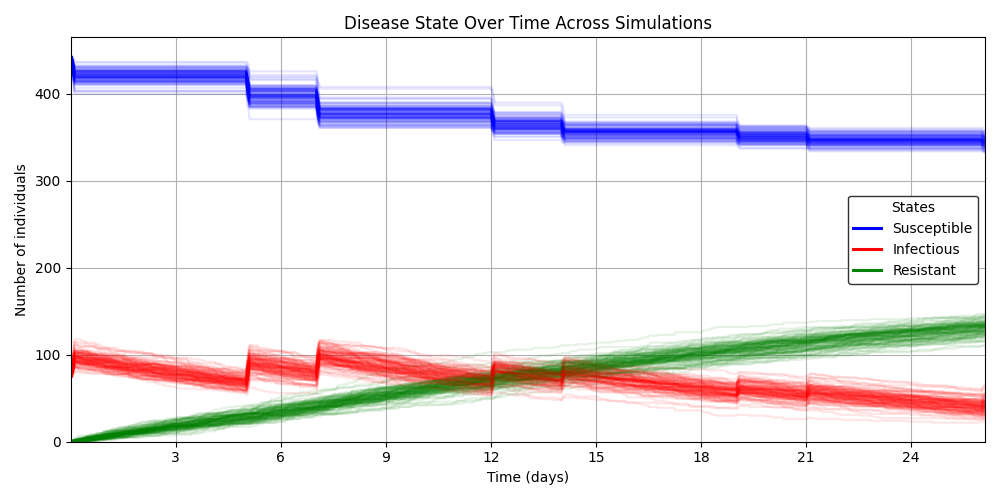 Disease State Over Time Across Simulations
Number of individuals
400
300
200
100
0
States
Susceptible
Infectious
Resistant
3 6 9 12 15 18 21 24
Time (days)